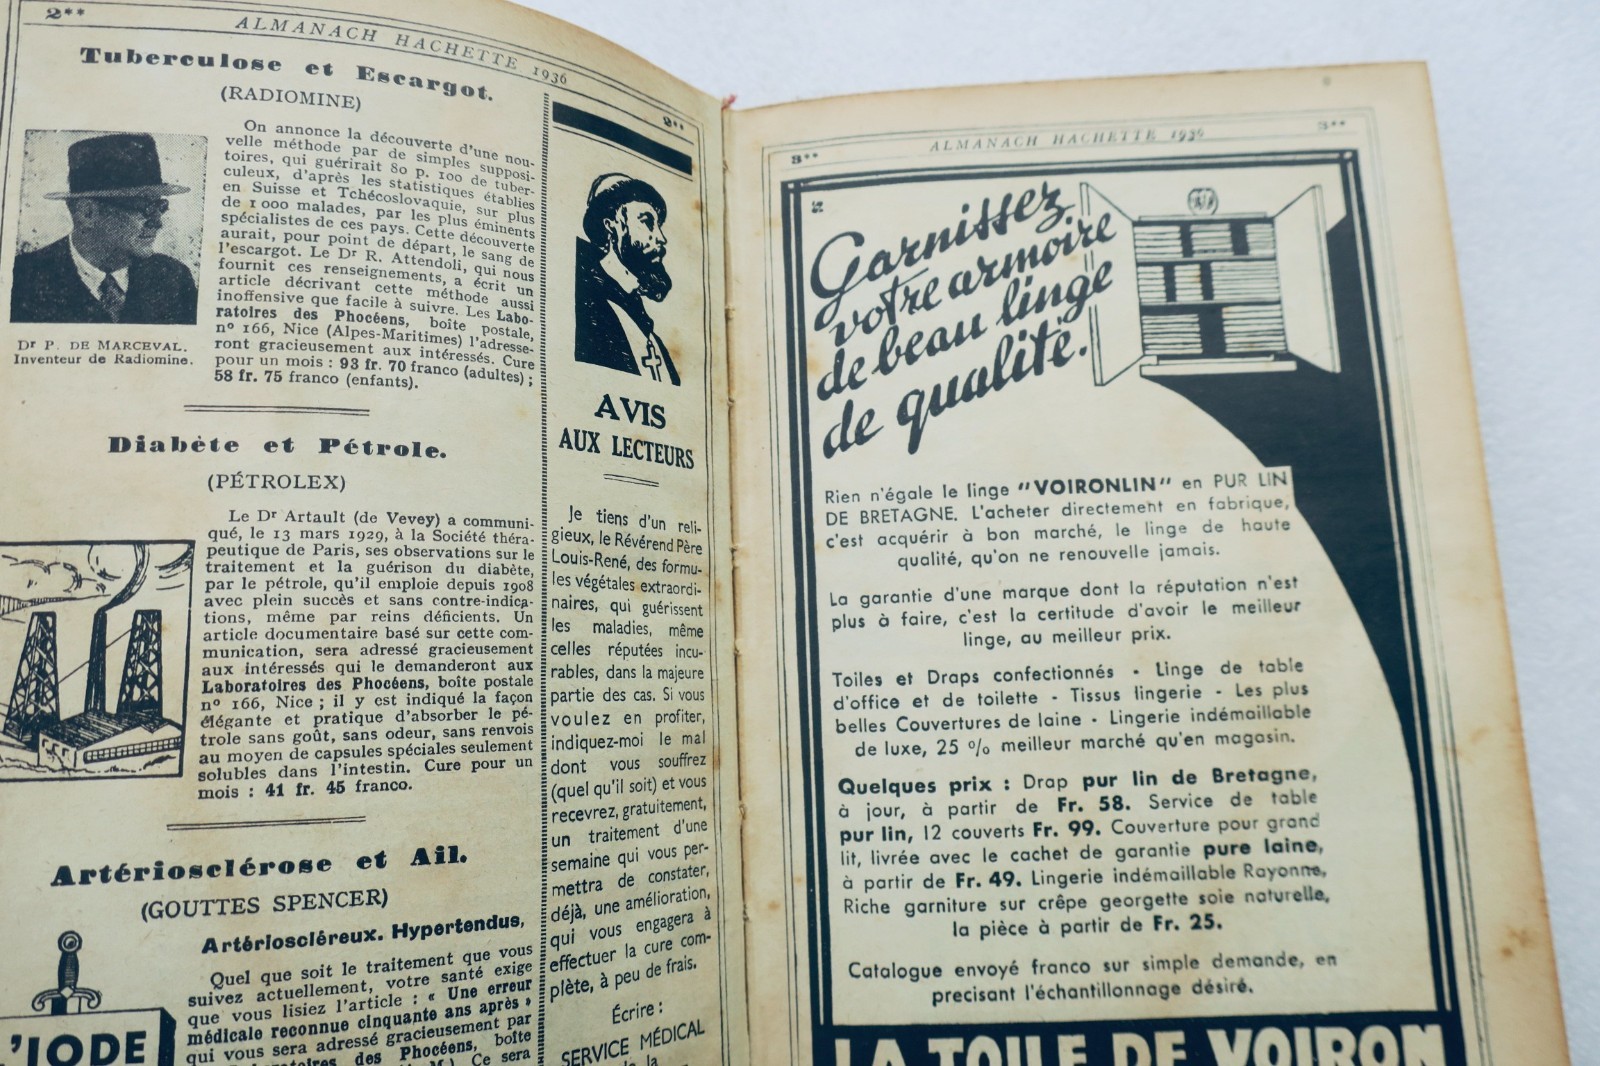 2**
ALMANACH HACHETTE 1936
2**
Tuberculose et Escargot.
(RADIOMINE)
On annonce la découverte d'une nou-
velle méthode par de simples supposi-
toires, qui guérirait 80 p. 100 de tuber-
culeux, d'après les statistiques établies
en Suisse et Tchécoslovaquie, sur plus
de 1 000 malades, par les plus éminents
spécialistes de ces pays. Cette découverte
aurait, pour point de départ, le sang de
l'escargot. Le Dr R. Attendoli, qui nous
fournit ces renseignements, a écrit un
article décrivant cette méthode aussi
inoffensive que facile à suivre. Les Labo-
ratoires des Phocéens, boîte postale,
n° 166, Nice (Alpes-Maritimes) l'adresse-
ront gracieusement aux intéressés. Cure
pour un mois : 93 fr. 70 franco (adultes) ;
58 fr. 75 franco (enfants).
Dr P. DE MARCEVAL.
Inventeur de Radiomine.
Diabète et Pétrole.
(PÉTROLEX)
Le Dr Artault (de Vevey) a communi-
qué, le 13 mars 1929, à la Société théra-
peutique de Paris, ses observations sur le
traitement et la guérison du diabète,
par le pétrole, qu'il emploie depuis 1908
avec plein succès et sans contre-indica-
tions, même par reins déficients. Un
article documentaire basé sur cette com-
munication, sera adressé gracieusement
aux intéressés qui le demanderont aux
Laboratoires des Phocéens, boîte postale
n° 166, Nice ; il y est indiqué la façon
élégante et pratique d'absorber le pé-
trole sans goût, sans odeur, sans renvois
au moyen de capsules spéciales seulement
solubles dans l'intestin. Cure pour un
mois : 41 fr. 45 franco.
Artériosclérose et Ail.
(GOUTTES SPENCER)
Artérioscléreux. Hypertendus,
Quel que soit le traitement que vous
suivez actuellement, votre santé exige
que vous lisiez l'article : « Une erreur
médicale reconnue cinquante ans après »
qui vous sera adressé gracieusement par
des Phocéens, boîte
Ce sera
L'IODE
AVIS
AUX LECTEURS
Je tiens d'un reli-
gieux, le Révérend Père
Louis-René, des formu-
les végétales extraordi-
naires, qui guérissent
les maladies, même
celles réputées incu-
rables, dans la majeure
partie des cas. Si vous
voulez en profiter,
indiquez-moi le mal
dont vous souffrez
(quel qu'il soit) et vous
recevrez, gratuitement,
un traitement d'une
semaine qui vous per-
mettra de constater,
déjà, une amélioration,
qui vous engagera à
effectuer la cure com-
plète, à peu de frais.
Écrire :
SERVICE MÉDICAL
de la
3**
ALMANACH HACHETTE 1936
3**
Garnissez
votre armoire
de beau linge
de qualité.
Rien n'égale le linge "VOIRONLIN" en PUR LIN
DE BRETAGNE. L'acheter directement en fabrique,
c'est acquérir à bon marché, le linge de haute
qualité, qu'on ne renouvelle jamais.
La garantie d'une marque dont la réputation n'est
plus à faire, c'est la certitude d'avoir le meilleur
linge, au meilleur prix.
Toiles et Draps confectionnés - Linge de table
d'office et de toilette - Tissus lingerie - Les plus
belles Couvertures de laine - Lingerie indémaillable
de luxe, 25 % meilleur marché qu'en magasin.
Quelques prix : Drap pur lin de Bretagne,
à jour, à partir de Fr. 58. Service de table
pur lin, 12 couverts Fr. 99. Couverture pour grand
lit, livrée avec le cachet de garantie pure laine,
à partir de Fr. 49. Lingerie indémaillable Rayonne,
Riche garniture sur crêpe georgette soie naturelle,
la pièce à partir de Fr. 25.
Catalogue envoyé franco sur simple demande, en
precisant l'échantillonnage désiré.
LA TOILE DE VOIRON